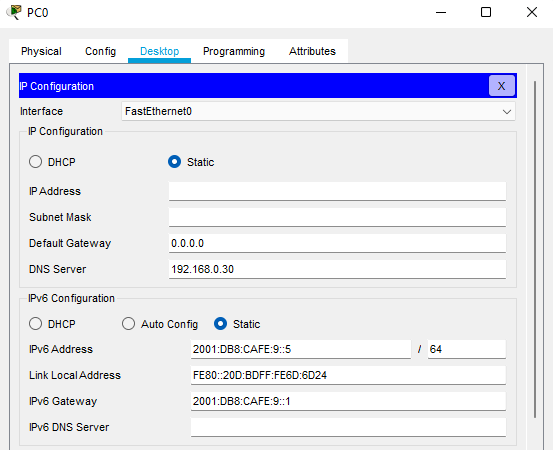 PC0
Physical Config Desktop Programming Attributes
IP Configuration X
Interface FastEthernet0
IP Configuration
DHCP Static
IP Address
Subnet Mask
Default Gateway 0.0.0.0
DNS Server 192.168.0.30
IPv6 Configuration
DHCP Auto Config Static
IPv6 Address 2001:DB8:CAFE:9::5 / 64
Link Local Address FE80::20D:BDFF:FE6D:6D24
IPv6 Gateway 2001:DB8:CAFE:9::1
IPv6 DNS Server